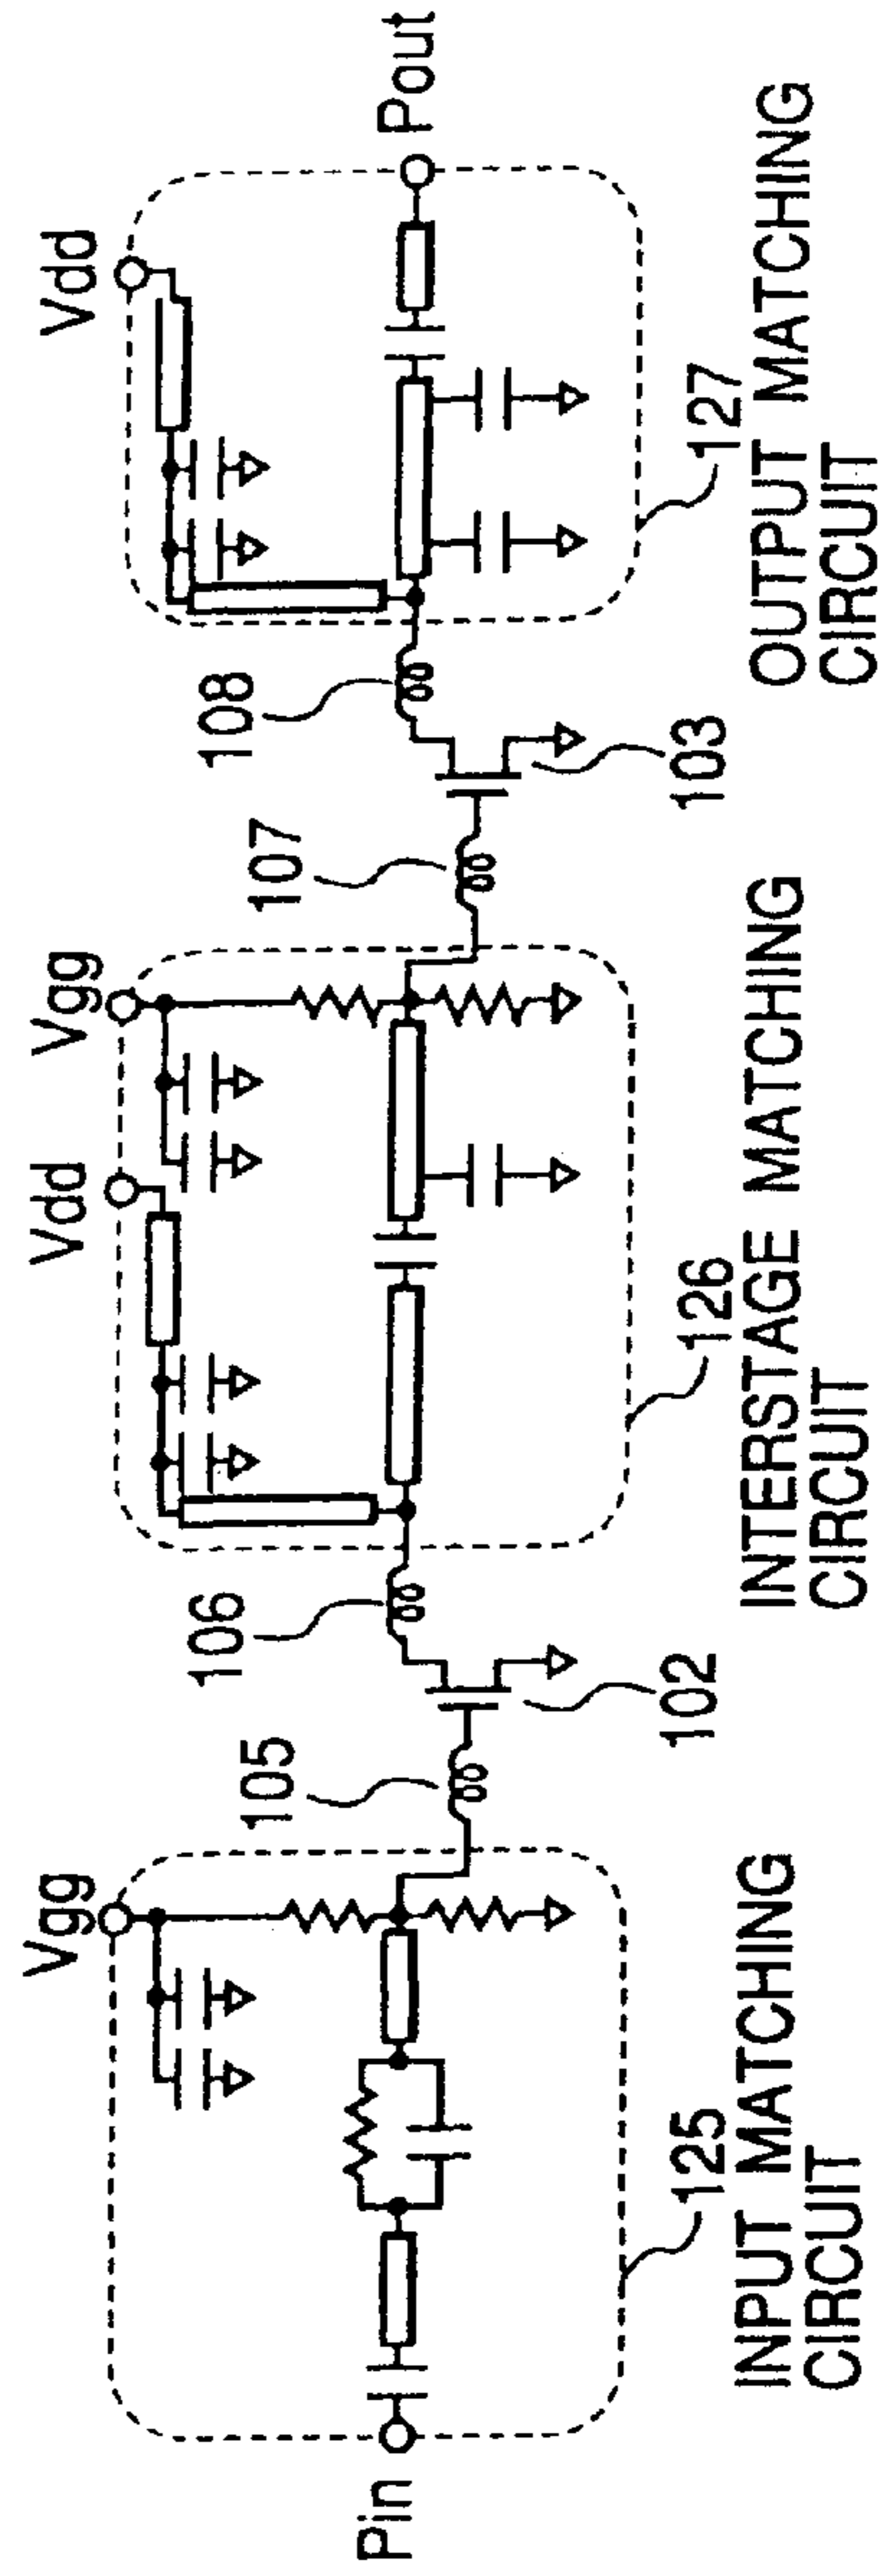 Vgg
Vdd
Vgg
Vdd
105
106
107
108
Pin
Pout
102
103
125
INPUT MATCHING
CIRCUIT
126
INTERSTAGE MATCHING
CIRCUIT
127
OUTPUT MATCHING
CIRCUIT